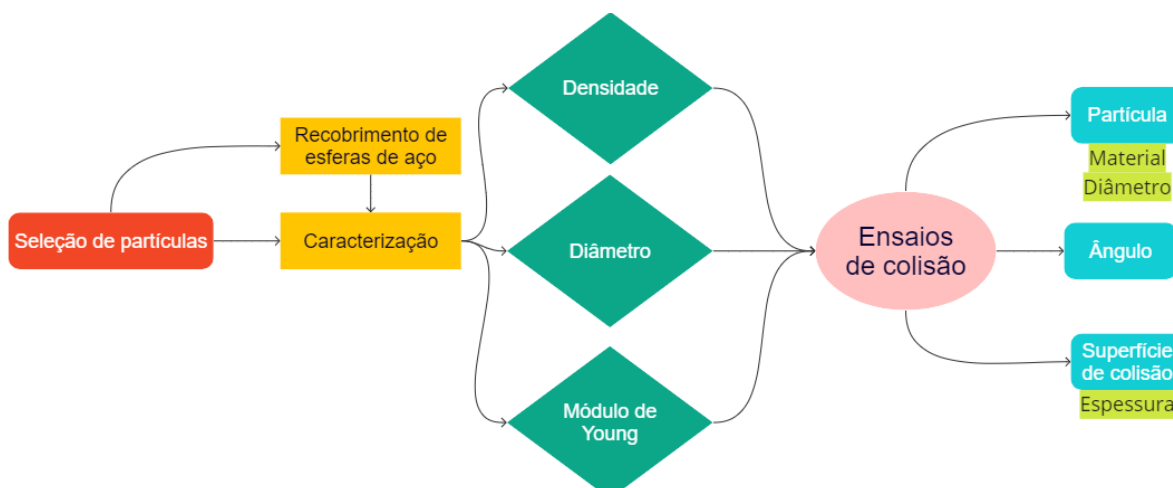 Seleção de partículas
Recobrimento de
esferas de aço
Caracterização
Densidade
Diâmetro
Módulo de
Young
Ensaios
de colisão
Partícula
Material
Diâmetro
Ângulo
Superfície
de colisão
Espessura